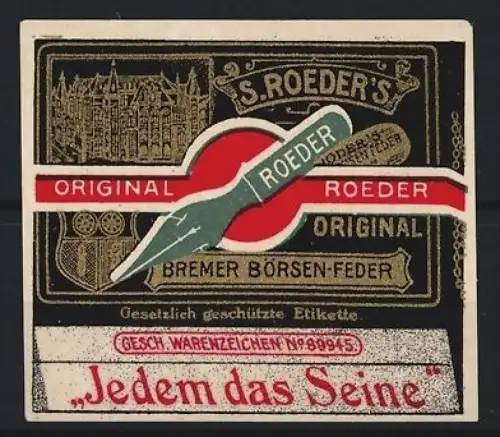 S. ROEDER'S
ROEDER
ORIGINAL ROEDER
ORIGINAL
BREMER BÖRSEN-FEDER
Gesetzlich geschützte Etikette.
GESCH. WARENZEICHEN No 89945.
„Jedem das Seine“